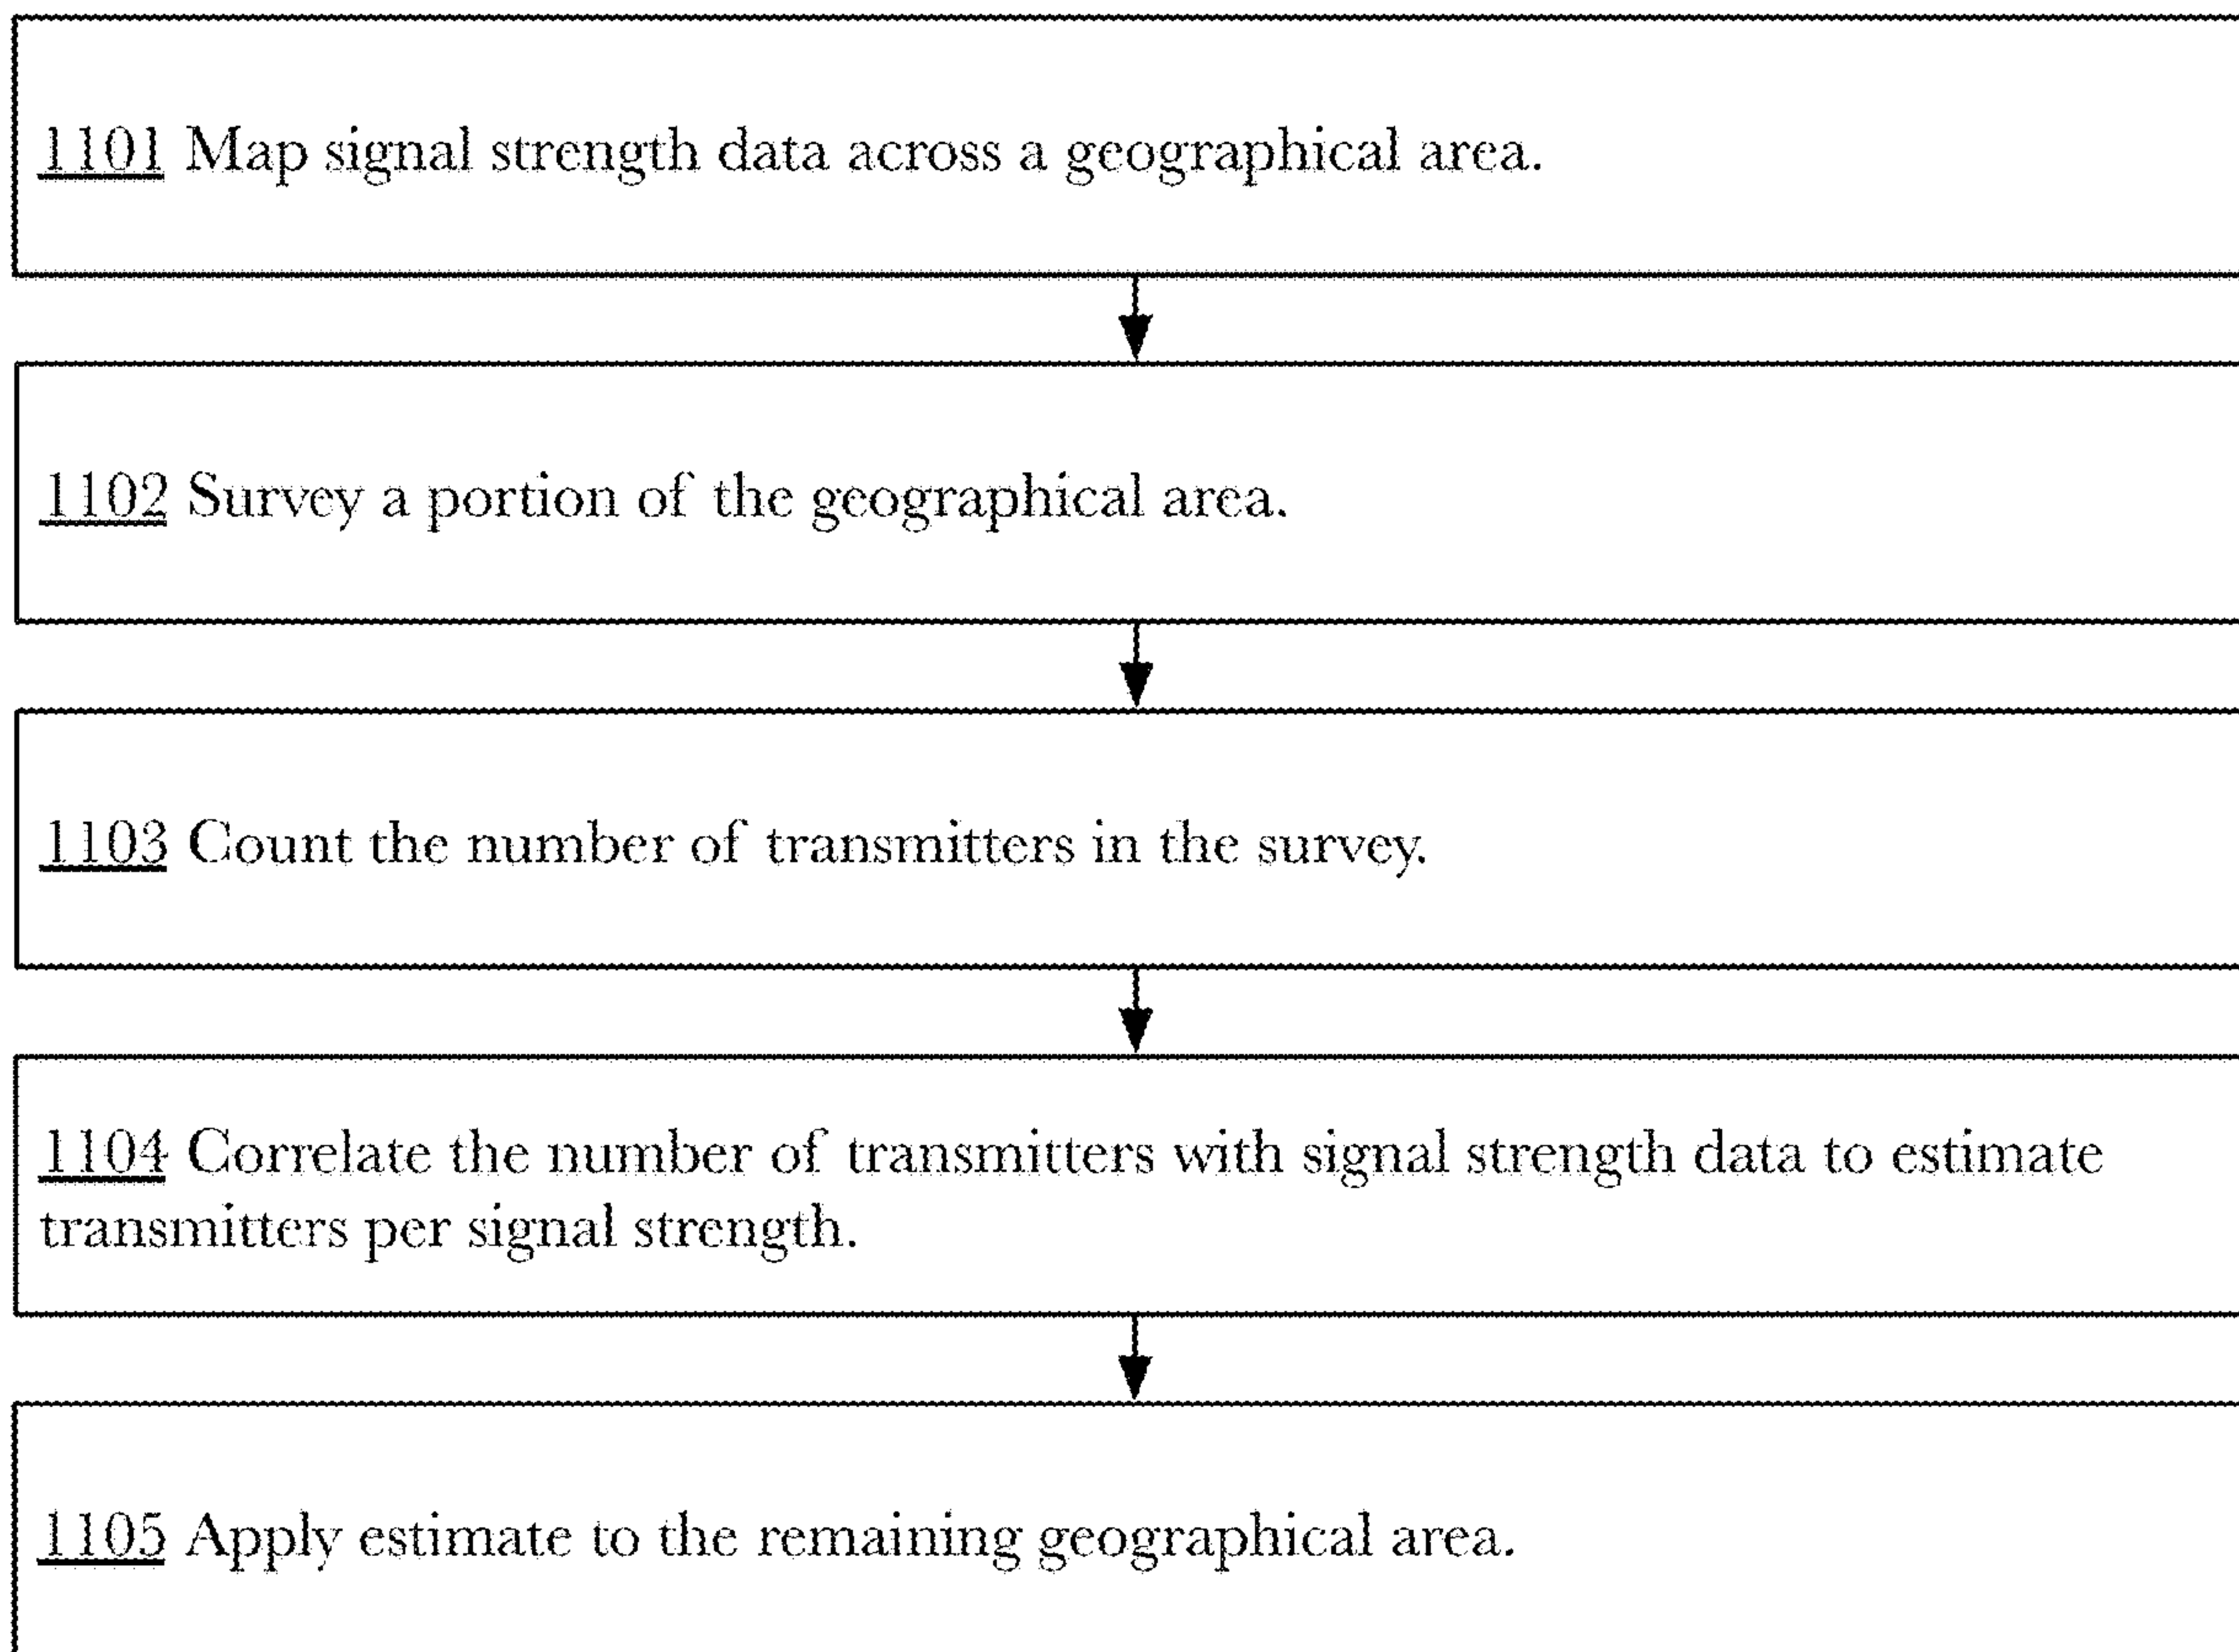 1101 Map signal strength data across a geographical area.
1102 Survey a portion of the geographical area.
1103 Count the number of transmitters in the survey.
1104 Correlate the number of transmitters with signal strength data to estimate
transmitters per signal strength.
1105 Apply estimate to the remaining geographical area.